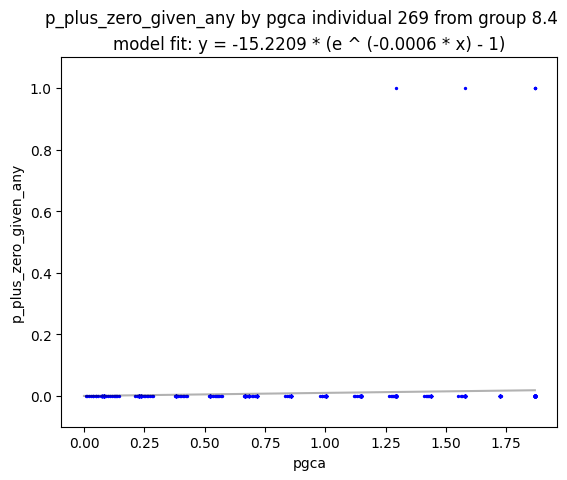 p_plus_zero_given_any by pgca individual 269 from group 8.4
model fit: y = -15.2209 * (e ^ (-0.0006 * x) - 1)
p_plus_zero_given_any
1.0
0.8
0.6
0.4
0.2
0.0
0.00 0.25 0.50 0.75 1.00 1.25 1.50 1.75
pgca